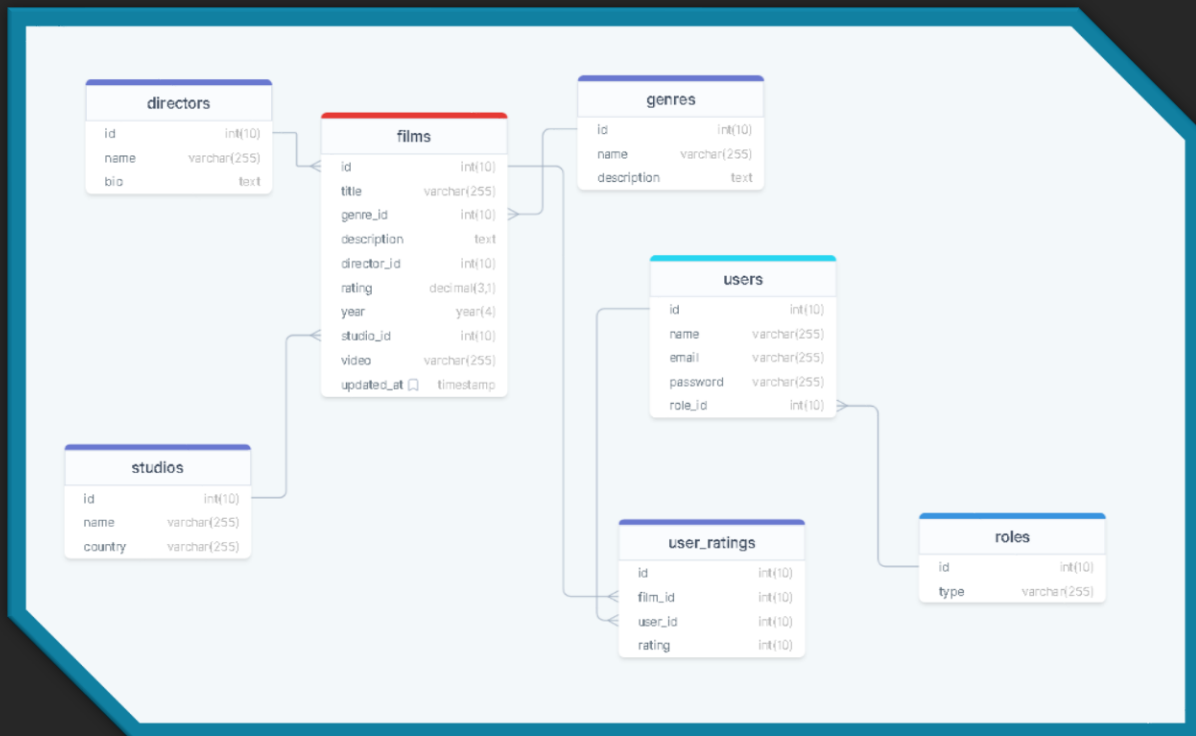 directors
id int(10)
name varchar(255)
bio text
films
id int(10)
title varchar(255)
genre_id int(10)
description text
director_id int(10)
rating decimal(3,1)
year year(4)
studio_id int(10)
video varchar(255)
updated_at timestamp
genres
id int(10)
name varchar(255)
description text
users
id int(10)
name varchar(255)
email varchar(255)
password varchar(255)
role_id int(10)
studios
id int(10)
name varchar(255)
country varchar(255)
user_ratings
id int(10)
film_id int(10)
user_id int(10)
rating int(10)
roles
id int(10)
type varchar(255)